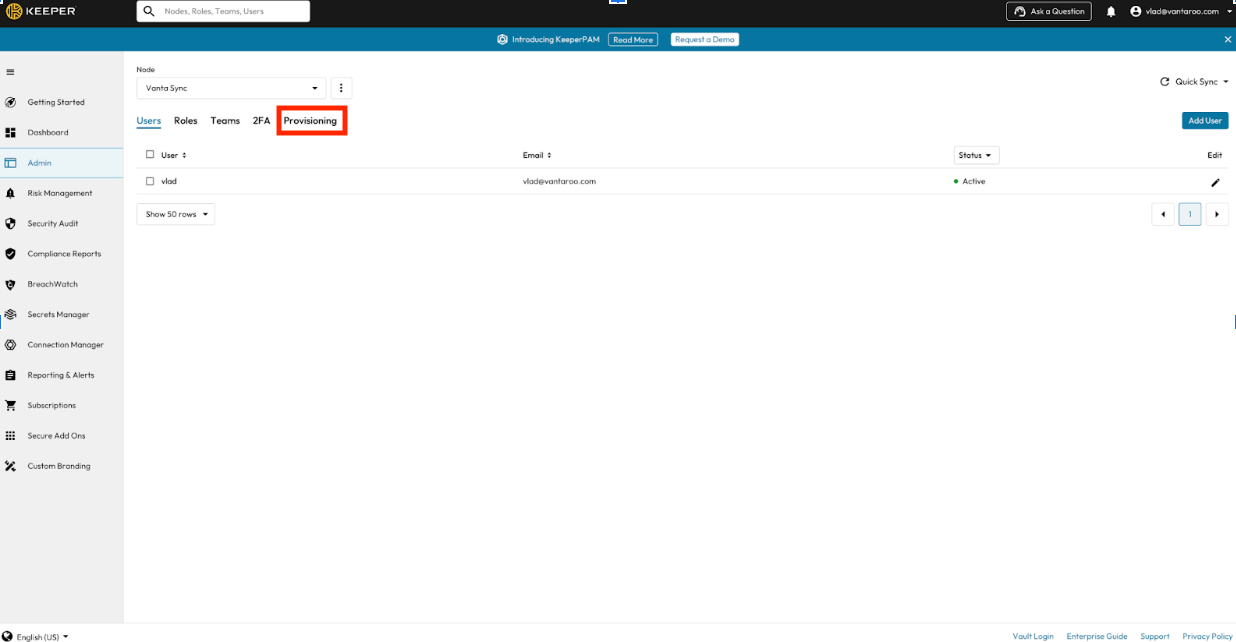 KEEPER
Nodes, Roles, Teams, Users
Ask a Question
vlad@vantaroo.com
Introducing KeeperPAM
Read More
Request a Demo
Node
Vanta Sync
Quick Sync
Getting Started
Dashboard
Admin
Risk Management
Security Audit
Compliance Reports
BreachWatch
Secrets Manager
Connection Manager
Reporting & Alerts
Subscriptions
Secure Add Ons
Custom Branding
Users Roles Teams 2FA Provisioning
Add User
User Email Status Edit
vlad vlad@vantaroo.com Active
Show 50 rows
1
English (US)
Vault Login Enterprise Guide Support Privacy Policy